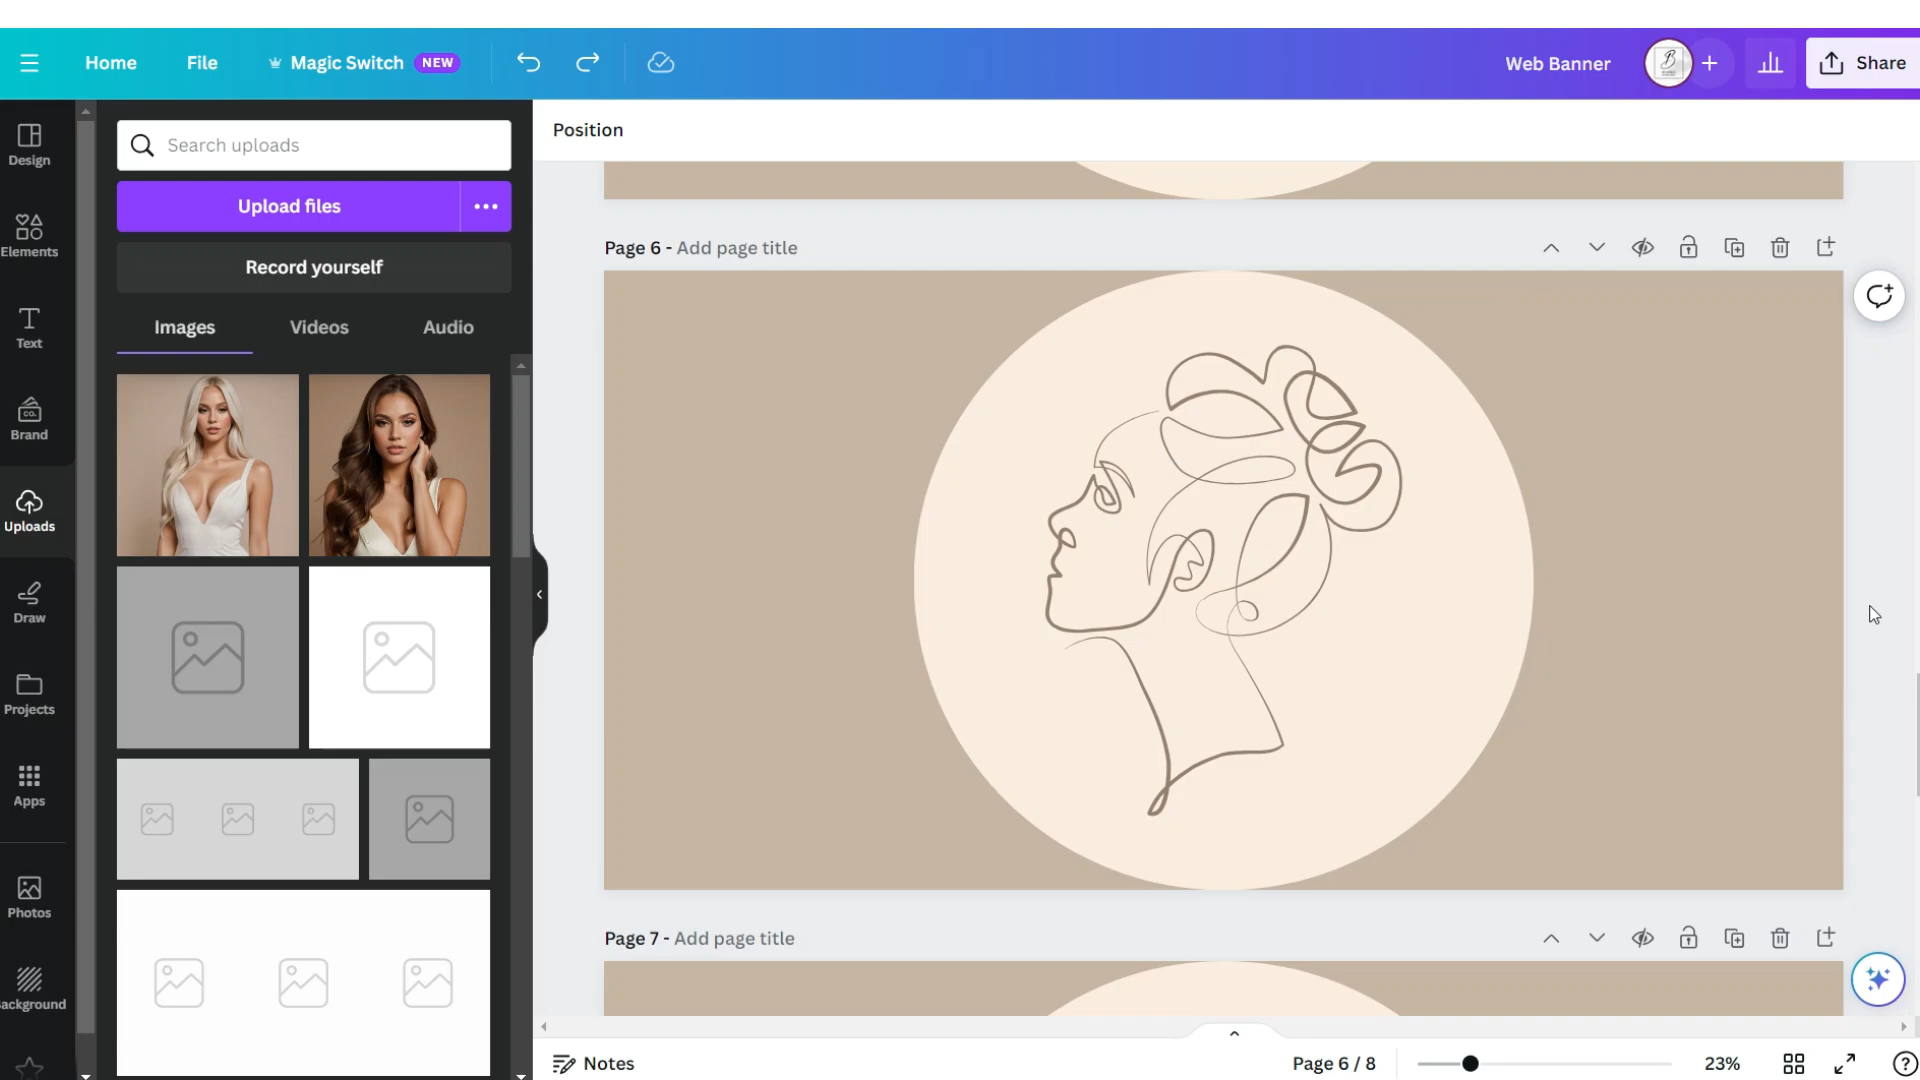 Home
File
Magic Switch
NEW
Web Banner
B
Share
Design
Elements
Text
Brand
CO.
Uploads
Draw
Projects
Apps
Photos
ackground
Search uploads
Upload files
Record yourself
Images
Videos
Audio
Position
Page 6 - Add page title
Page 7 - Add page title
Notes
Page 6 / 8
23%
?